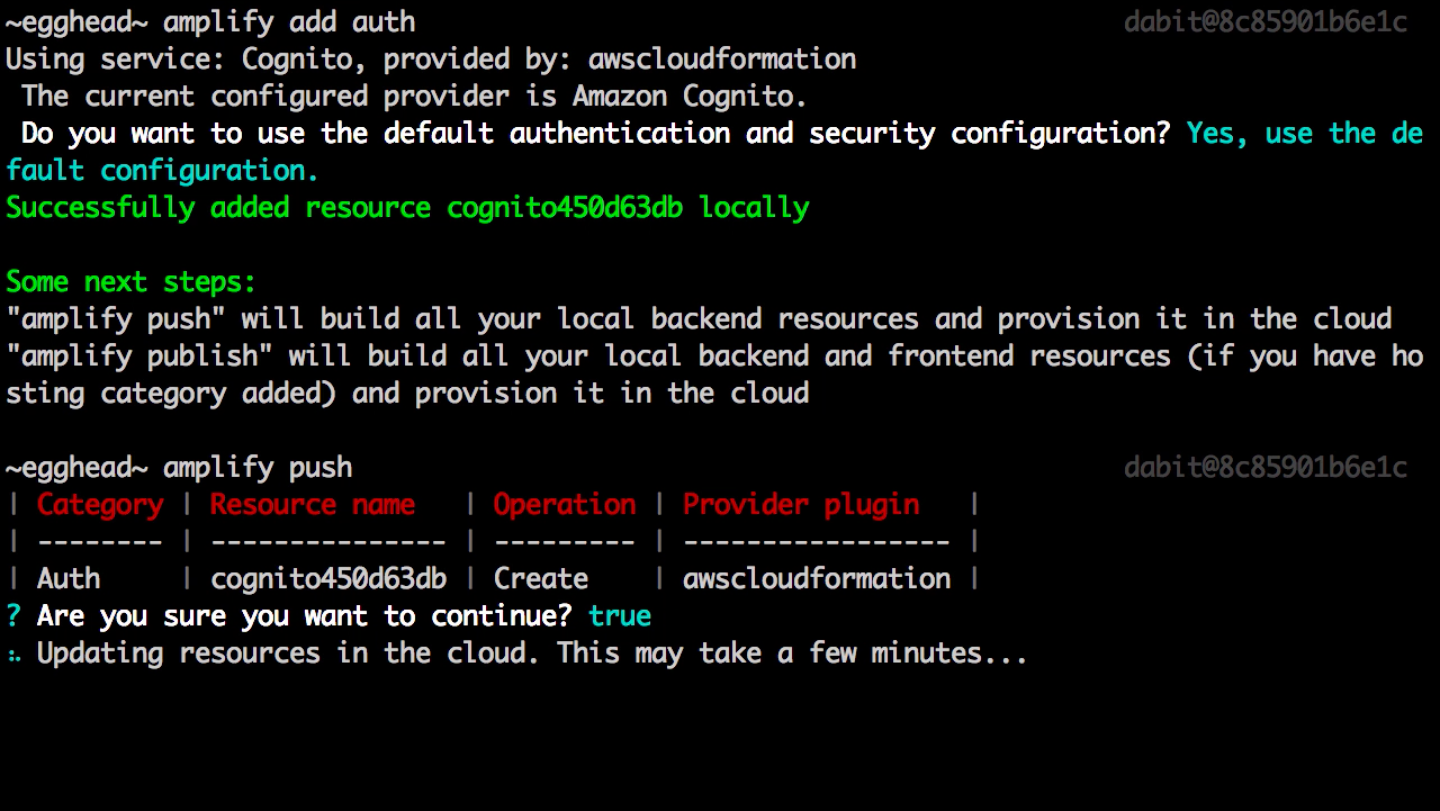 ~egghead~ amplify add auth dabit@8c85901b6e1c
Using service: Cognito, provided by: awscloudformation
The current configured provider is Amazon Cognito.
Do you want to use the default authentication and security configuration? Yes, use the de
fault configuration.
Successfully added resource cognito450d63db locally
Some next steps:
"amplify push" will build all your local backend resources and provision it in the cloud
"amplify publish" will build all your local backend and frontend resources (if you have ho
sting category added) and provision it in the cloud
~egghead~ amplify push dabit@8c85901b6e1c
| Category | Resource name | Operation | Provider plugin |
| -------- | --------------- | --------- | ----------------- |
| Auth | cognito450d63db | Create | awscloudformation |
? Are you sure you want to continue? true
⠦ Updating resources in the cloud. This may take a few minutes...